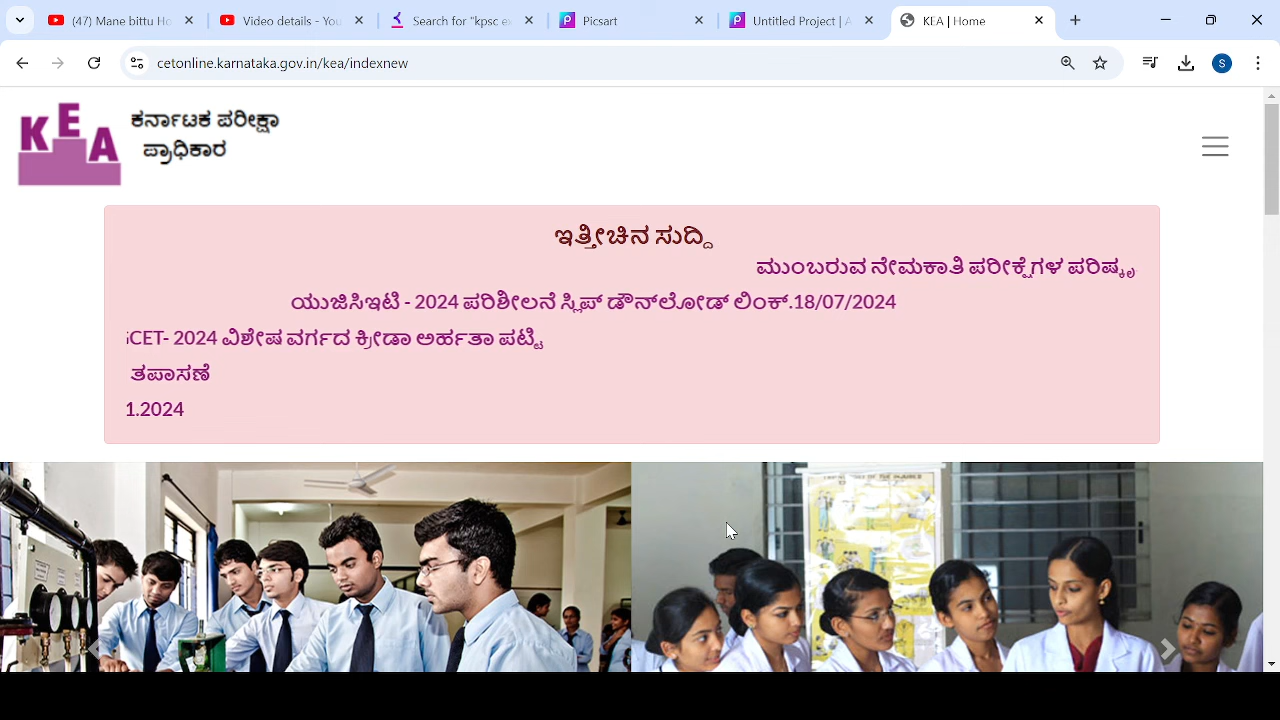 (47) Mane bittu Ho
Video details - You
Search for "kpsc ex
Picsart
Untitled Project | A
KEA | Home
cetonline.karnataka.gov.in/kea/indexnew
S
KEA
ಕರ್ನಾಟಕ ಪರೀಕ್ಷಾ
ಪ್ರಾಧಿಕಾರ
ಇತ್ತೀಚಿನ ಸುದ್ದಿ
ಮುಂಬರುವ ನೇಮಕಾತಿ ಪರೀಕ್ಷೆಗಳ ಪರಿಷ್ಕೃ
ಯುಜಿಸಿಇಟಿ - 2024 ಪರಿಶೀಲನೆ ಸ್ಲಿಪ್ ಡೌನ್‌ಲೋಡ್ ಲಿಂಕ್.18/07/2024
GCET- 2024 ವಿಶೇಷ ವರ್ಗದ ಕ್ರೀಡಾ ಅರ್ಹತಾ ಪಟ್ಟಿ
ತಪಾಸಣೆ
1.2024